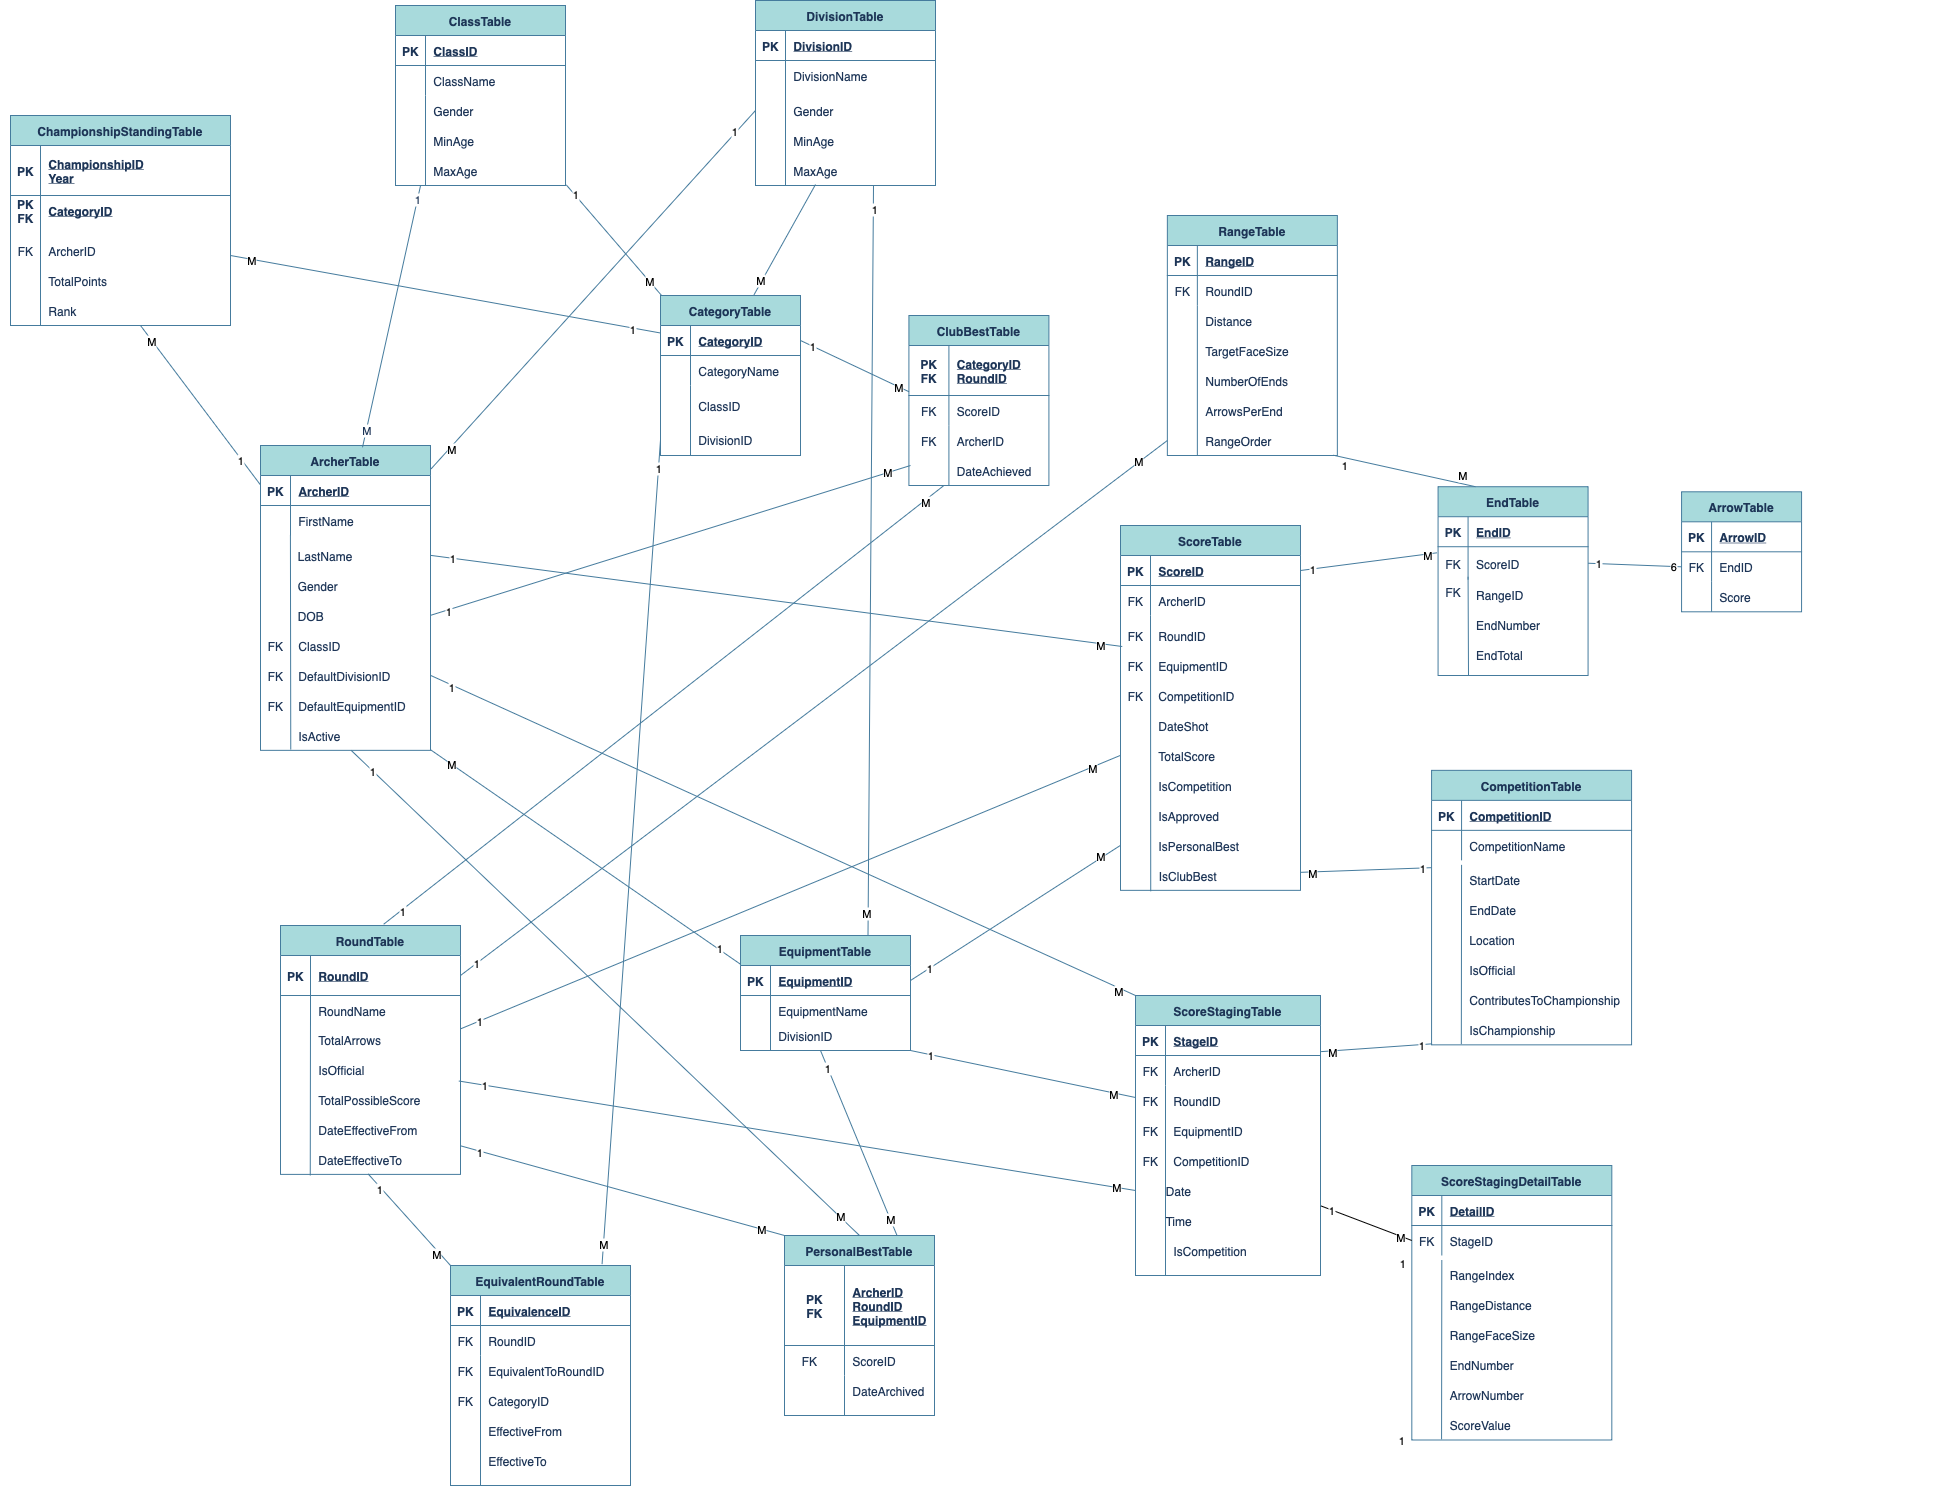 ClassTable
PK ClassID
ClassName
Gender
MinAge
MaxAge
1
1
DivisionTable
PK DivisionID
DivisionName
Gender
MinAge
MaxAge
1
1
ChampionshipStandingTable
PK ChampionshipID
Year
PK
FK CategoryID
FK ArcherID
TotalPoints
Rank
M
M
1
M
M
1
CategoryTable
PK CategoryID
CategoryName
ClassID
DivisionID
1
1
ClubBestTable
PK CategoryID
FK RoundID
FK ScoreID
FK ArcherID
DateAchieved
M
M
M
RangeTable
PK RangeID
FK RoundID
Distance
TargetFaceSize
NumberOfEnds
ArrowsPerEnd
RangeOrder
M
1
M
EndTable
PK EndID
FK ScoreID
FK RangeID
EndNumber
EndTotal
M
1
6
ArrowTable
PK ArrowID
FK EndID
Score
M
M
1
ArcherTable
PK ArcherID
FirstName
LastName
Gender
DOB
FK ClassID
FK DefaultDivisionID
FK DefaultEquipmentID
IsActive
1
1
1
M
1
ScoreTable
PK ScoreID
FK ArcherID
FK RoundID
FK EquipmentID
FK CompetitionID
DateShot
TotalScore
IsCompetition
IsApproved
IsPersonalBest
IsClubBest
1
M
M
M
M
CompetitionTable
PK CompetitionID
CompetitionName
StartDate
EndDate
Location
IsOfficial
ContributesToChampionship
IsChampionship
1
1
1
RoundTable
PK RoundID
RoundName
TotalArrows
IsOfficial
TotalPossibleScore
DateEffectiveFrom
DateEffectiveTo
1
1
1
1
1
M
1
EquipmentTable
PK EquipmentID
EquipmentName
DivisionID
1
1
1
M
ScoreStagingTable
PK StageID
FK ArcherID
FK RoundID
FK EquipmentID
FK CompetitionID
Date
Time
IsCompetition
M
M
M
1
M
ScoreStagingDetailTable
PK DetailID
FK StageID
RangeIndex
RangeDistance
RangeFaceSize
EndNumber
ArrowNumber
ScoreValue
1
1
M
M
EquivalentRoundTable
PK EquivalenceID
FK RoundID
FK EquivalentToRoundID
FK CategoryID
EffectiveFrom
EffectiveTo
M
M
M
PersonalBestTable
PK ArcherID
FK RoundID
EquipmentID
FK ScoreID
DateArchived